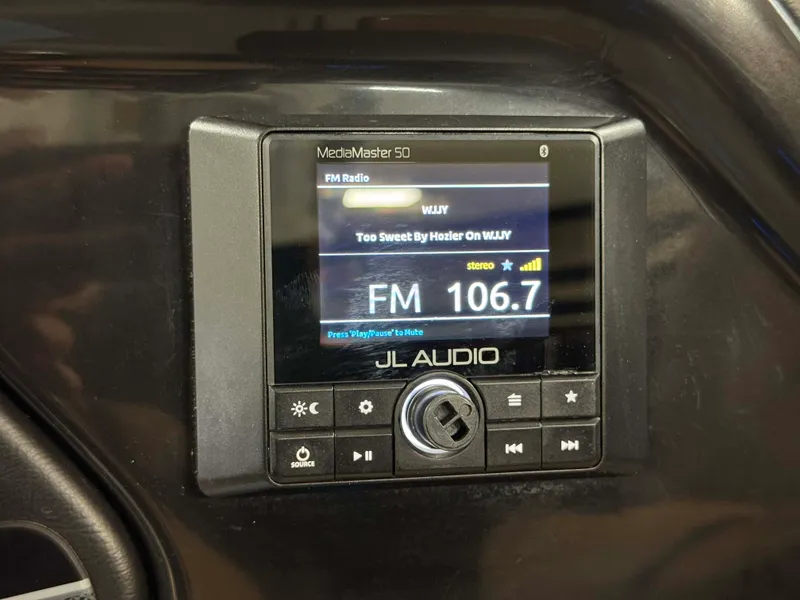 MediaMaster 50
FM Radio
WJJY
Too Sweet By Hozier On WJJY
stereo
FM 106.7
Press 'Play/Pause' to Mute
JL AUDIO
SOURCE